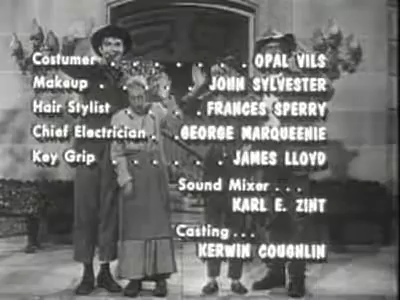 Costumer . . . . . . . . OPAL VILS
Makeup . . . . . . JOHN SYLVESTER
Hair Stylist . . . . . FRANCES SPERRY
Chief Electrician . . GEORGE MARQUEENIE
Key Grip . . . . . . . JAMES LLOYD
Sound Mixer . . .
KARL E. ZINT
Casting . . .
KERWIN COUGHLIN